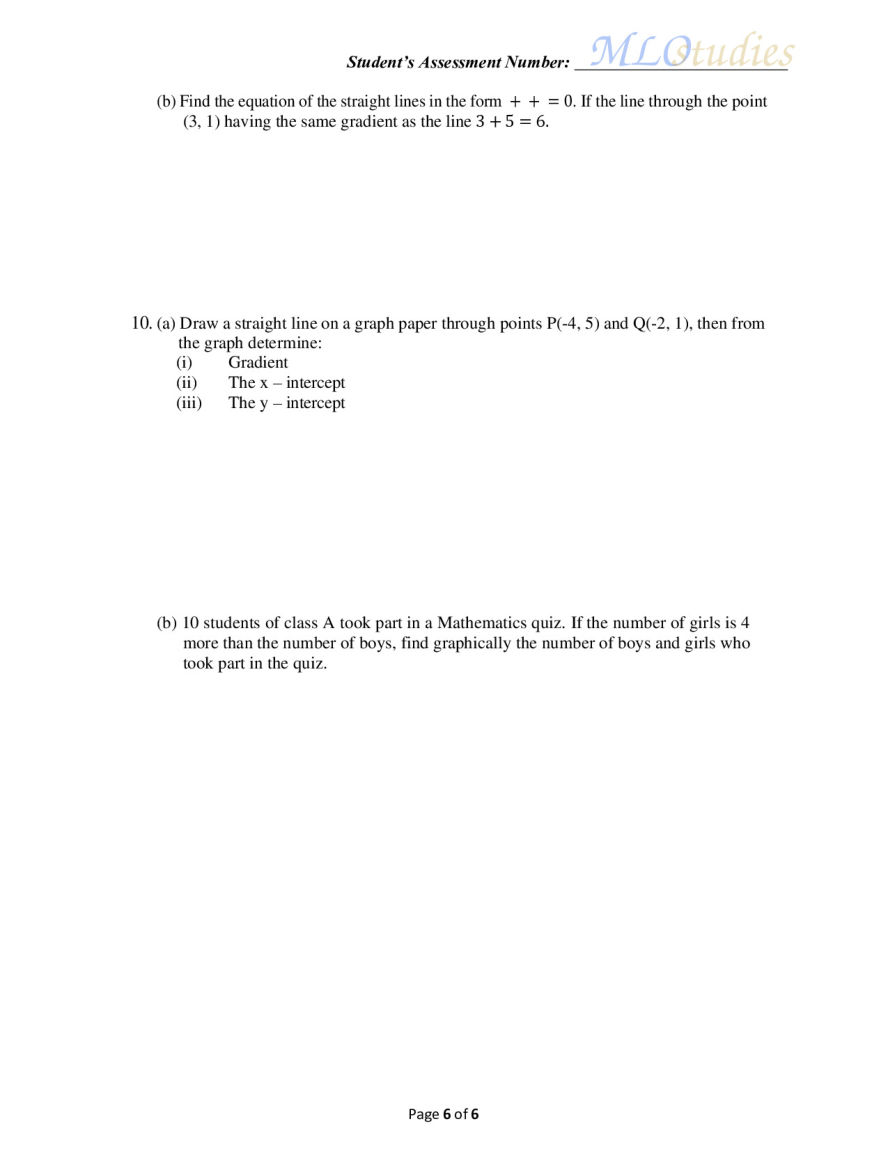 Student's Assessment Number: MLOstudies
(b) Find the equation of the straight lines in the form + + = 0. If the line through the point
(3, 1) having the same gradient as the line 3 + 5 = 6.
10. (a) Draw a straight line on a graph paper through points P(-4, 5) and Q(-2, 1), then from
the graph determine:
(i) Gradient
(ii) The x – intercept
(iii) The y – intercept
(b) 10 students of class A took part in a Mathematics quiz. If the number of girls is 4
more than the number of boys, find graphically the number of boys and girls who
took part in the quiz.
Page 6 of 6